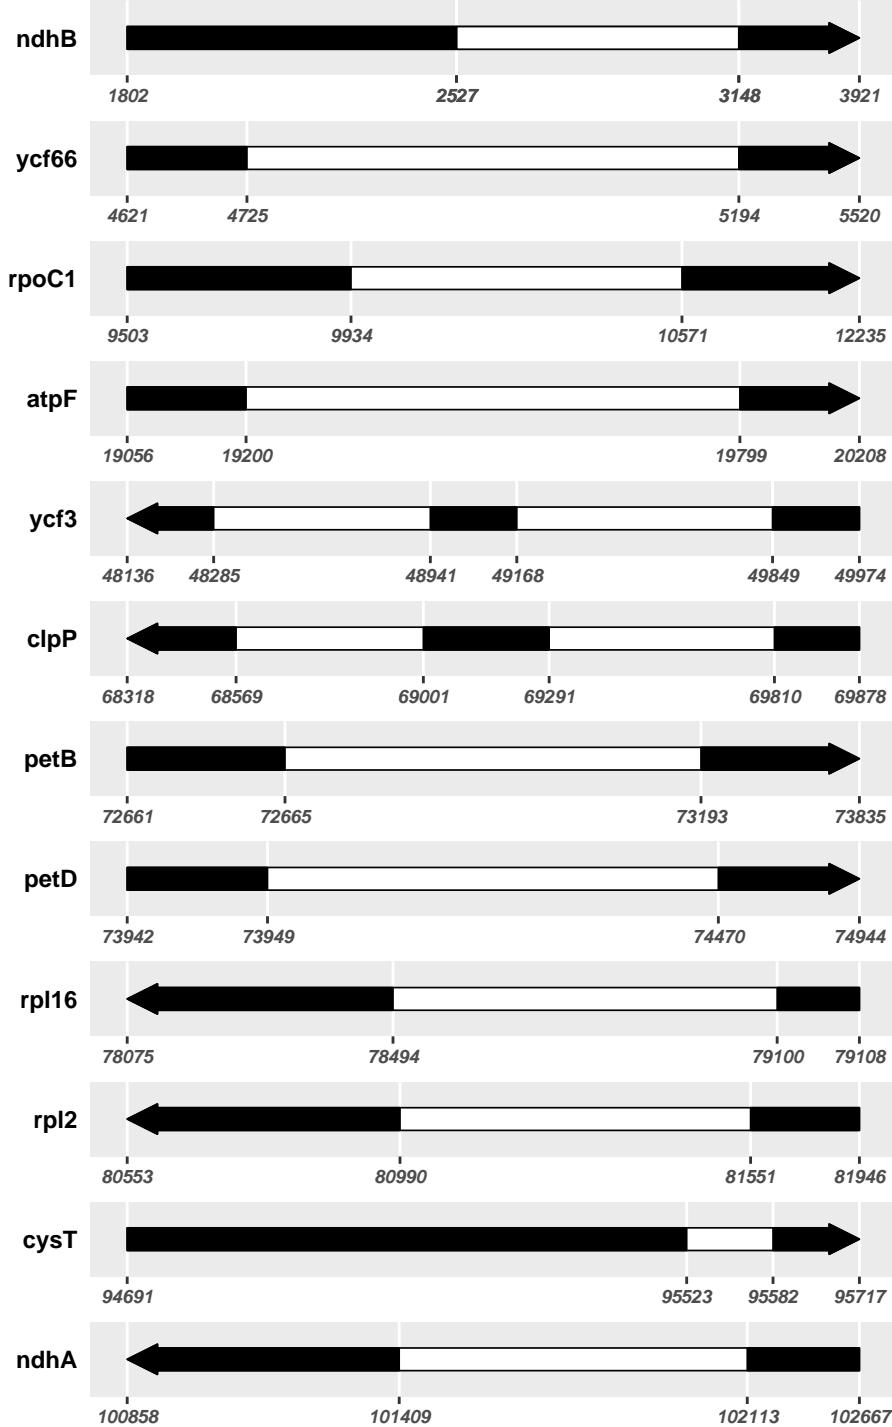 ndhB
1802 2527 3148 3921
ycf66
4621 4725 5194 5520
rpoC1
9503 9934 10571 12235
atpF
19056 19200 19799 20208
ycf3
48136 48285 48941 49168 49849 49974
clpP
68318 68569 69001 69291 69810 69878
petB
72661 72665 73193 73835
petD
73942 73949 74470 74944
rpl16
78075 78494 79100 79108
rpl2
80553 80990 81551 81946
cysT
94691 95523 95582 95717
ndhA
100858 101409 102113 102667